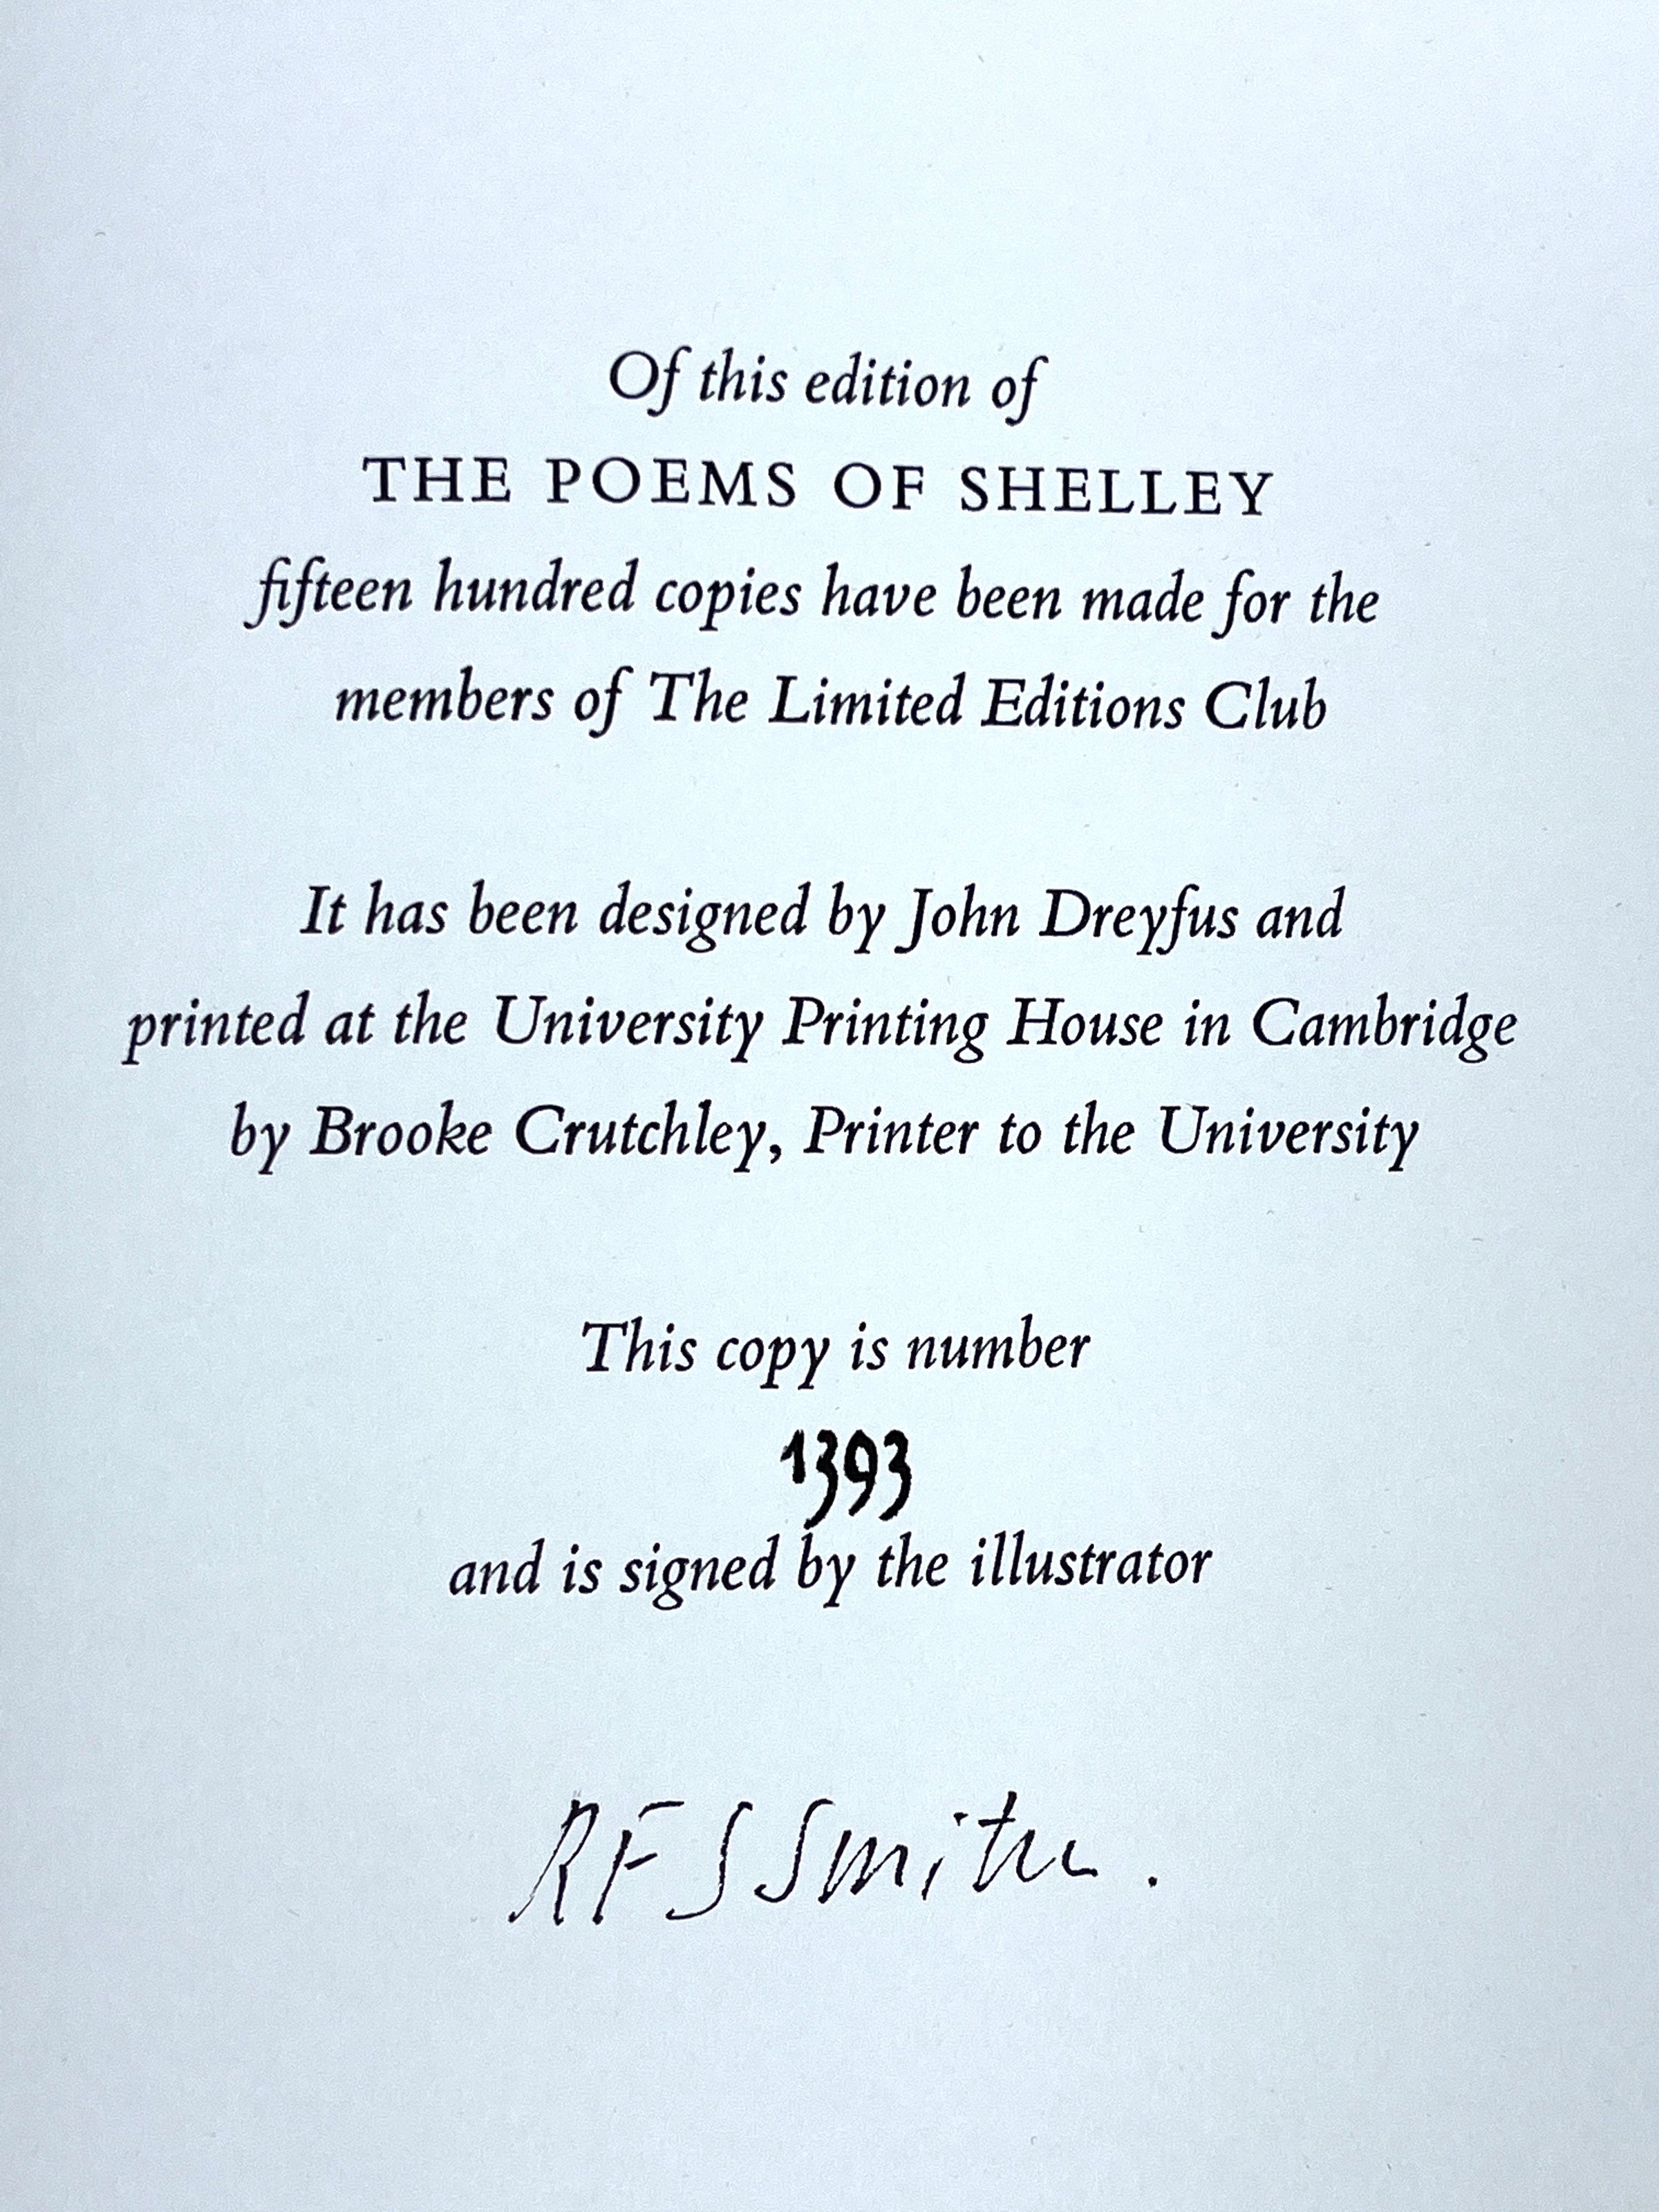 Of this edition of
THE POEMS OF SHELLEY
fifteen hundred copies have been made for the
members of The Limited Editions Club
It has been designed by John Dreyfus and
printed at the University Printing House in Cambridge
by Brooke Crutchley, Printer to the University
This copy is number
1393
and is signed by the illustrator
R F S Smith.